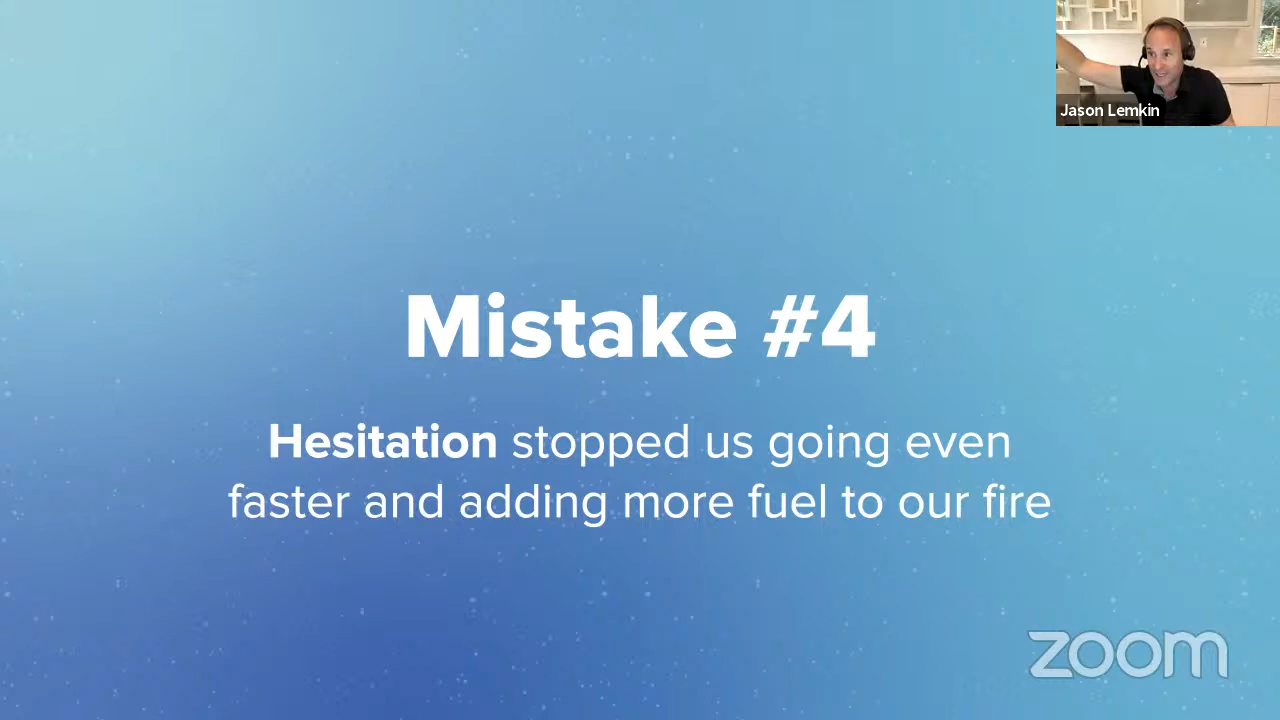 Jason Lemkin
Mistake #4
Hesitation stopped us going even
faster and adding more fuel to our fire
zoom